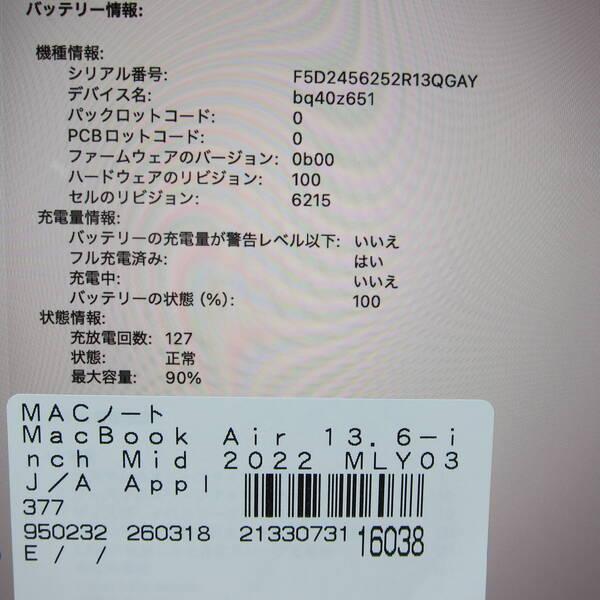 バッテリー情報:
機種情報:
シリアル番号: F5D2456252R13QGAY
デバイス名: bq40z651
パックロットコード: 0
PCBロットコード: 0
ファームウェアのバージョン: 0b00
ハードウェアのリビジョン: 100
セルのリビジョン: 6215
充電量情報:
バッテリーの充電量が警告レベル以下: いいえ
フル充電済み: はい
充電中: いいえ
バッテリーの状態（%）: 100
状態情報:
充放電回数: 127
状態: 正常
最大容量: 90%
MACノート
MacBook Air 13.6-i
nch Mid 2022 MLY03
J/A Appl
377
950232 260318 21330731 16038
E / /